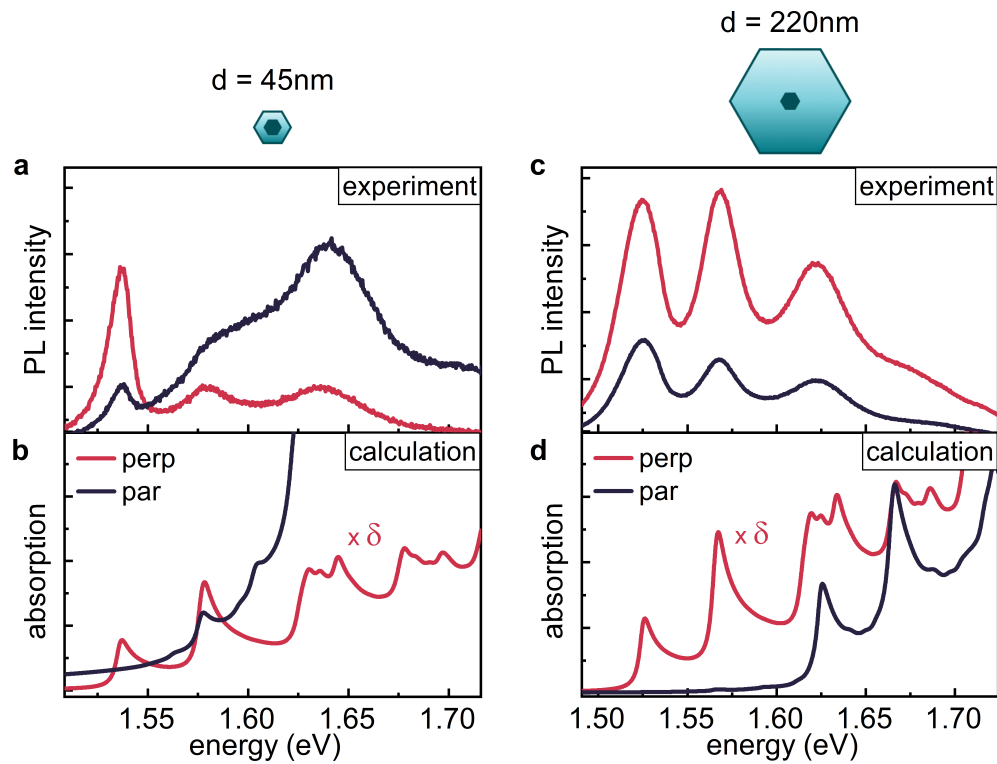 d = 45nm
d = 220nm
a
experiment
PL intensity
c
experiment
PL intensity
b
calculation
perp
par
x δ
absorption
1.55 1.60 1.65 1.70
energy (eV)
d
calculation
perp
par
x δ
absorption
1.50 1.55 1.60 1.65 1.70
energy (eV)